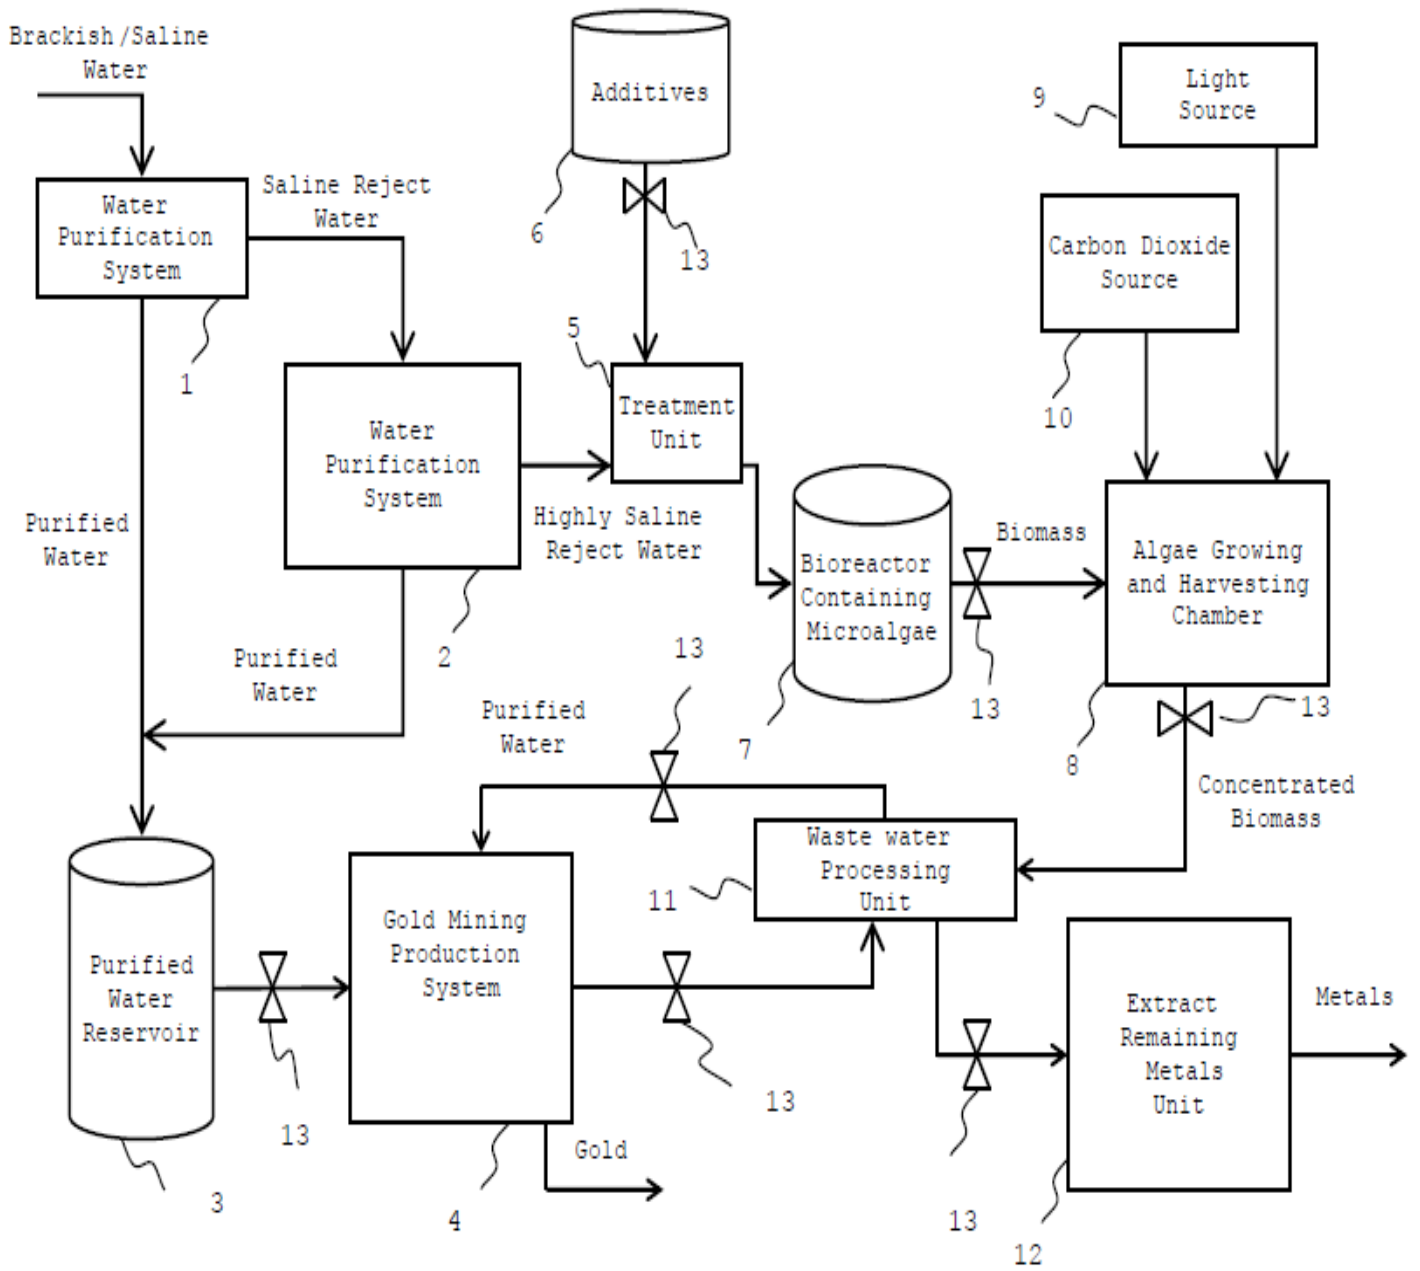 Brackish/Saline
Water
Additives
Light
Source
9
Saline Reject
Water
Water
Purification
System
6
13
Carbon Dioxide
Source
1
5
10
Treatment
Unit
Water
Purification
System
Purified
Water
Highly Saline
Reject Water
Biomass
Bioreactor
Containing
Microalgae
Algae Growing
and Harvesting
Chamber
Purified
Water
2
13
Purified
Water
7
13
8
13
Concentrated
Biomass
Waste water
Processing
Unit
11
Gold Mining
Production
System
Purified
Water
Reservoir
Extract
Remaining
Metals
Unit
Metals
13
13
Gold
3
4
13
12